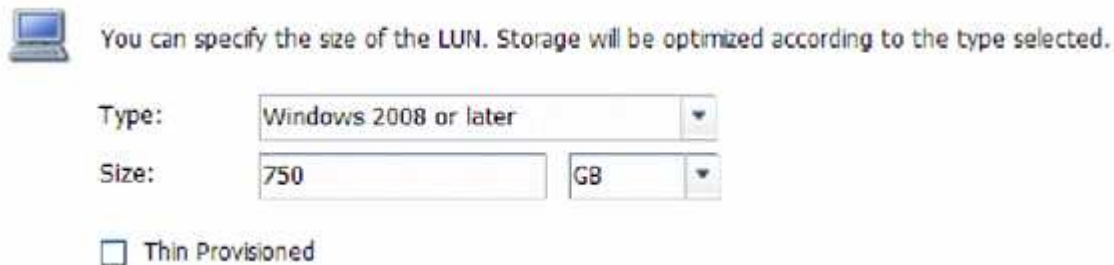 You can specify the size of the LUN. Storage will be optimized according to the type selected.
Type: Windows 2008 or later
Size: 750 GB
Thin Provisioned